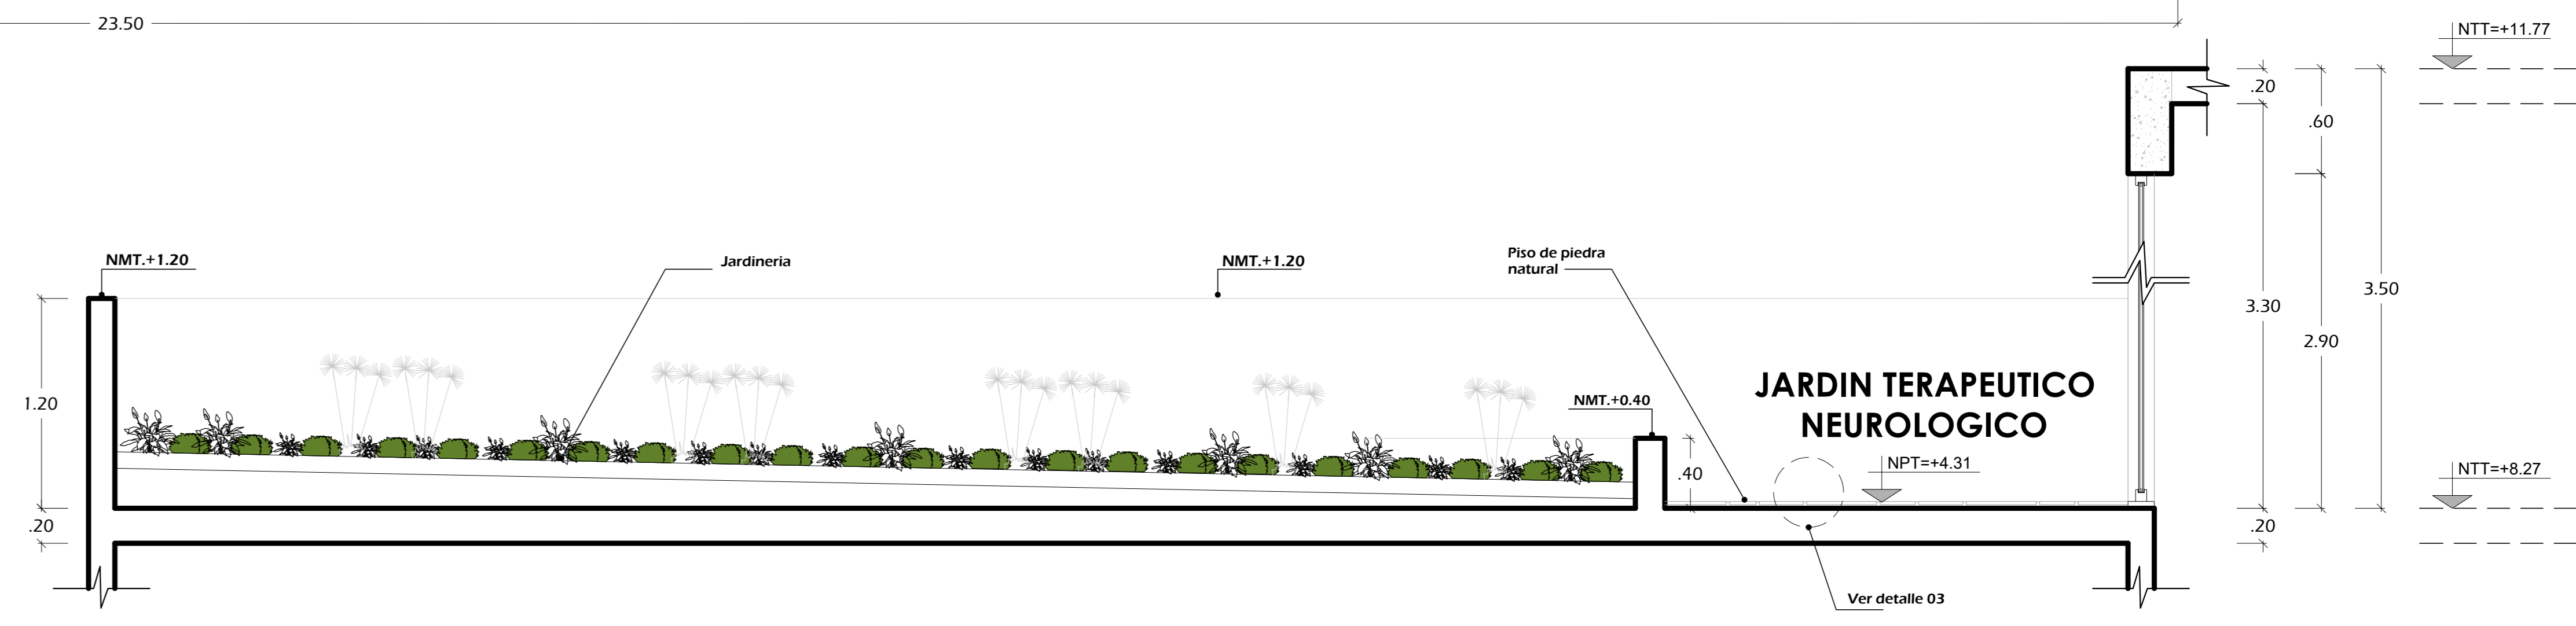 23.50
NTT=+11.77
.20
.60
NMT.+1.20
Jardineria
NMT.+1.20
Piso de piedra
natural
3.50
3.30
2.90
1.20
NMT.+0.40
JARDIN TERAPEUTICO
NEUROLOGICO
.40
NPT=+4.31
NTT=+8.27
.20
.20
Ver detalle 03